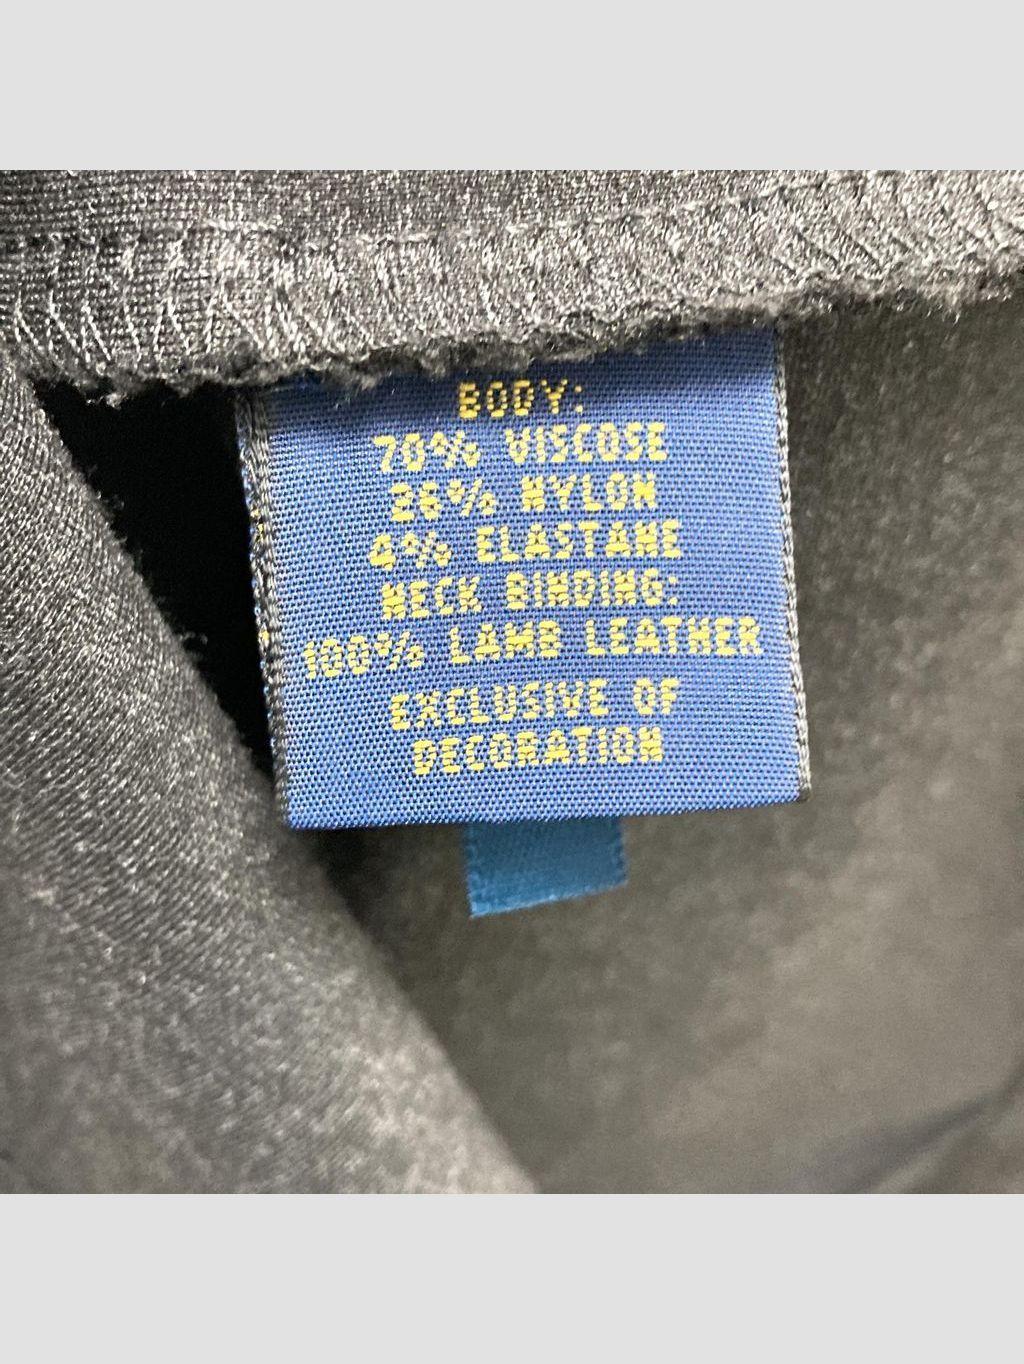 BODY:
70% VISCOSE
26% NYLON
4% ELASTANE
NECK BINDING:
100% LAMB LEATHER
EXCLUSIVE OF
DECORATION